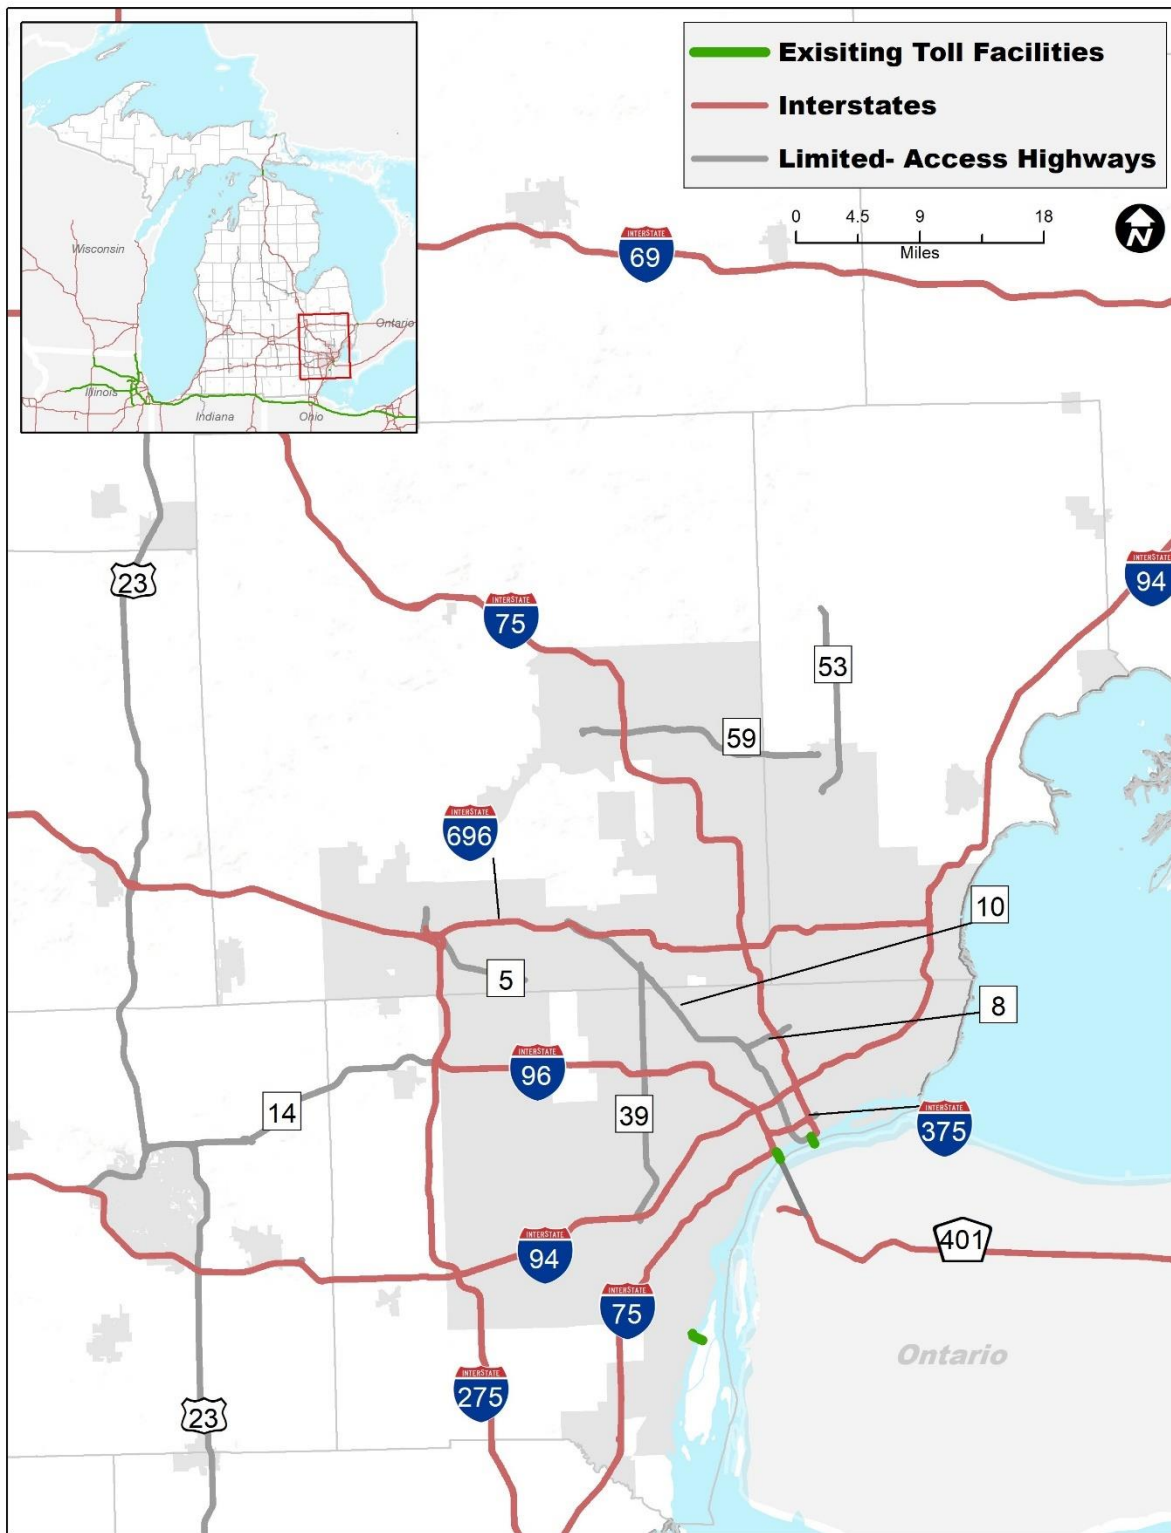 Exisiting Toll Facilities
Interstates
Limited- Access Highways
0 4.5 9 18
Miles
N
Wisconsin
Ontario
Illinois
Indiana
Ohio
INTERSTATE
69
23
INTERSTATE
94
INTERSTATE
75
53
59
INTERSTATE
696
10
5
8
INTERSTATE
96
14
39
INTERSTATE
375
INTERSTATE
94
401
INTERSTATE
75
Ontario
INTERSTATE
275
23